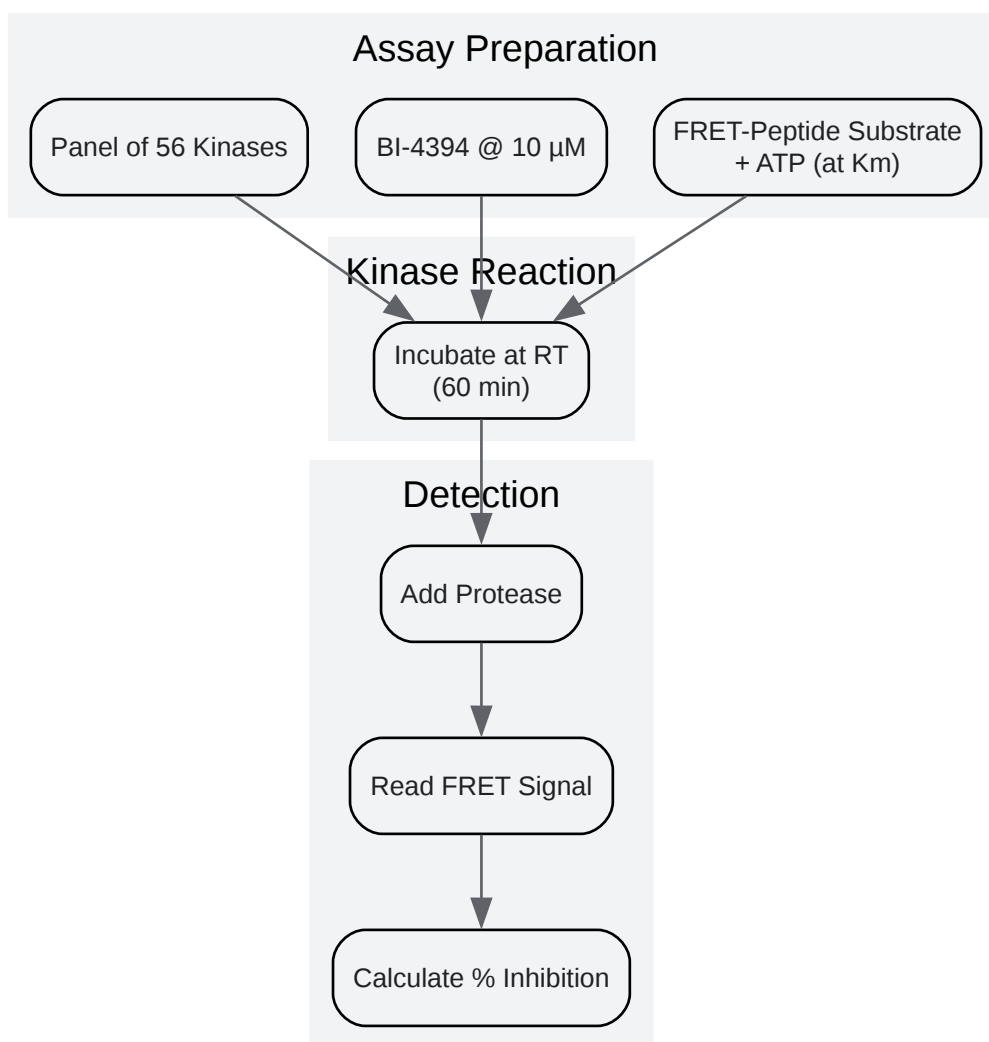 Assay Preparation
Panel of 56 Kinases
BI-4394 @ 10 µM
FRET-Peptide Substrate
+ ATP (at Km)
Kinase Reaction
Incubate at RT
(60 min)
Detection
Add Protease
Read FRET Signal
Calculate % Inhibition